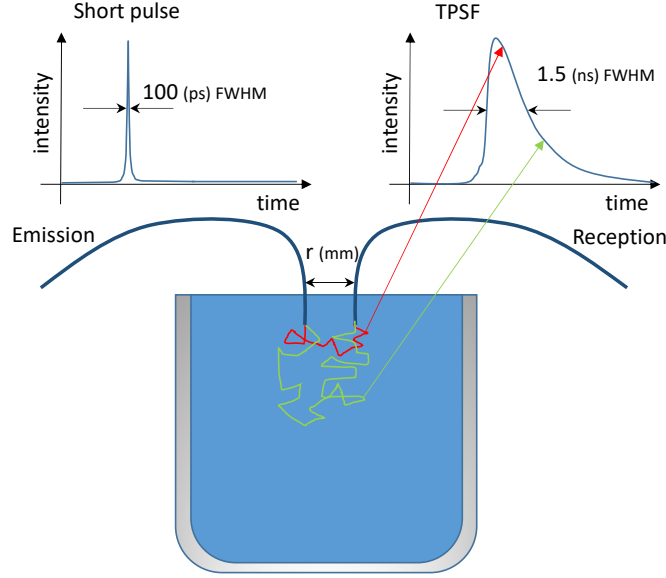 Short pulse
TPSF
intensity
100 (ps) FWHM
time
intensity
1.5 (ns) FWHM
time
Emission
r (mm)
Reception